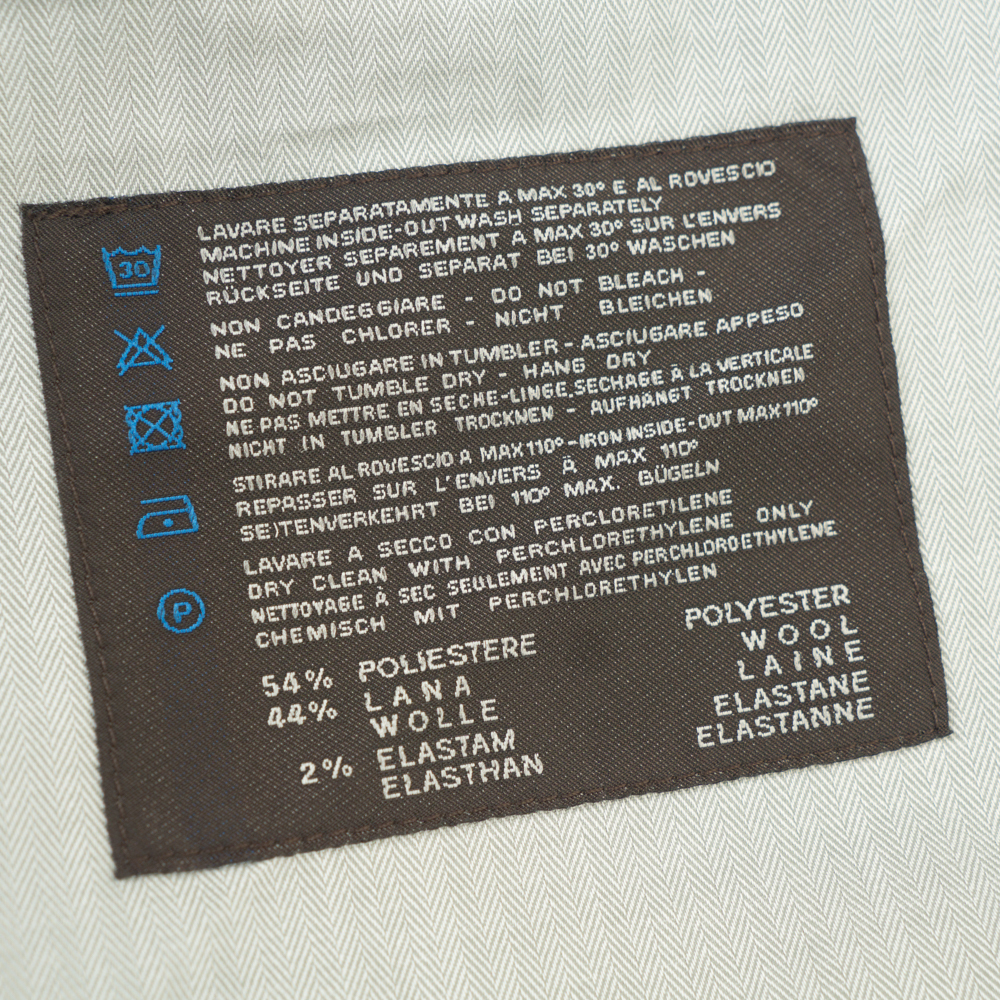 LAVARE SEPARATAMENTE A MAX 30° E AL ROVESCIO
MACHINE INSIDE-OUT WASH SEPARATELY
NETTOYER SEPAREMENT A MAX 30° SUR L'ENVERS
RÜCKSEITE UND SEPARAT BEI 30° WASCHEN
30
NON CANDEGGIARE - DO NOT BLEACH -
NE PAS CHLORER - NICHT BLEICHEN
NON ASCIUGARE IN TUMBLER - ASCIUGARE APPESO
DO NOT TUMBLE DRY - HANG DRY
NE PAS METTRE EN SECHE-LINGE.SECHAGE À LA VERTICALE
NICHT IN TUMBLER TROCKNEN - AUFHANGT TROCKNEN
STIRARE AL ROVESCIO A MAX 110° - IRON INSIDE-OUT MAX 110°
REPASSER SUR L'ENVERS Ä MAX 110°
SEITENVERKEHRT BEI 110° MAX. BÜGELN
LAVARE A SECCO CON PERCLORETILENE
DRY CLEAN WITH PERCHLORETHYLENE ONLY
NETTOYAGE À SEC SEULEMENT AVEC PERCHLOROETHYLENE
CHEMISCH MIT PERCHLORETHYLEN
P
54% POLIESTERE POLYESTER
44% LANA WOOL
WOLLE LAINE
2% ELASTAM ELASTANE
ELASTHAN ELASTANNE